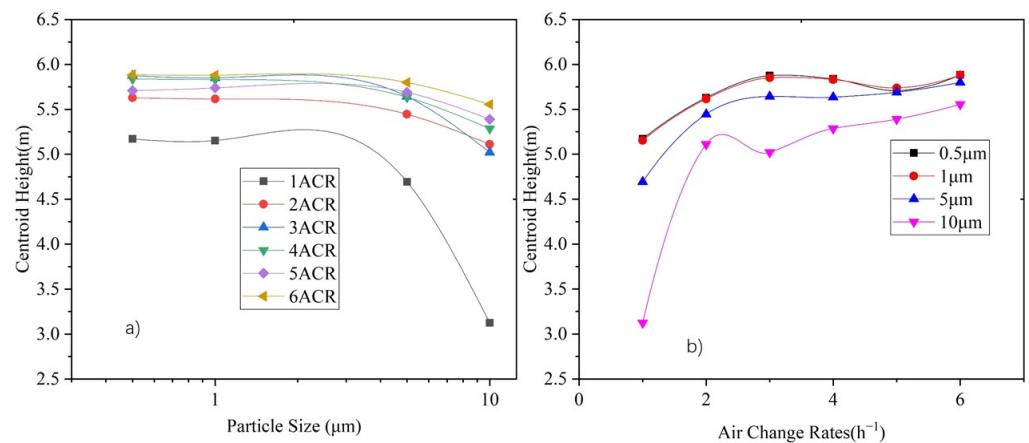 6.5
6.0
5.5
5.0
4.5
4.0
3.5
3.0
2.5
Centroid Height(m)
1ACR
2ACR
3ACR
4ACR
5ACR
6ACR
a)
1
10
Particle Size (μm)
6.5
6.0
5.5
5.0
4.5
4.0
3.5
3.0
2.5
Centroid Height(m)
0.5μm
1μm
5μm
10μm
b)
0
2
4
6
Air Change Rates(h⁻¹)